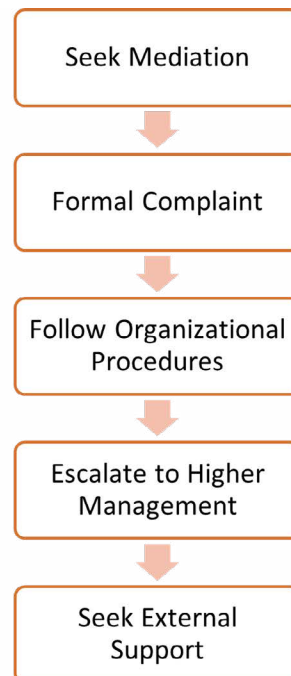 Seek Mediation
Formal Complaint
Follow Organizational
Procedures
Escalate to Higher
Management
Seek External
Support